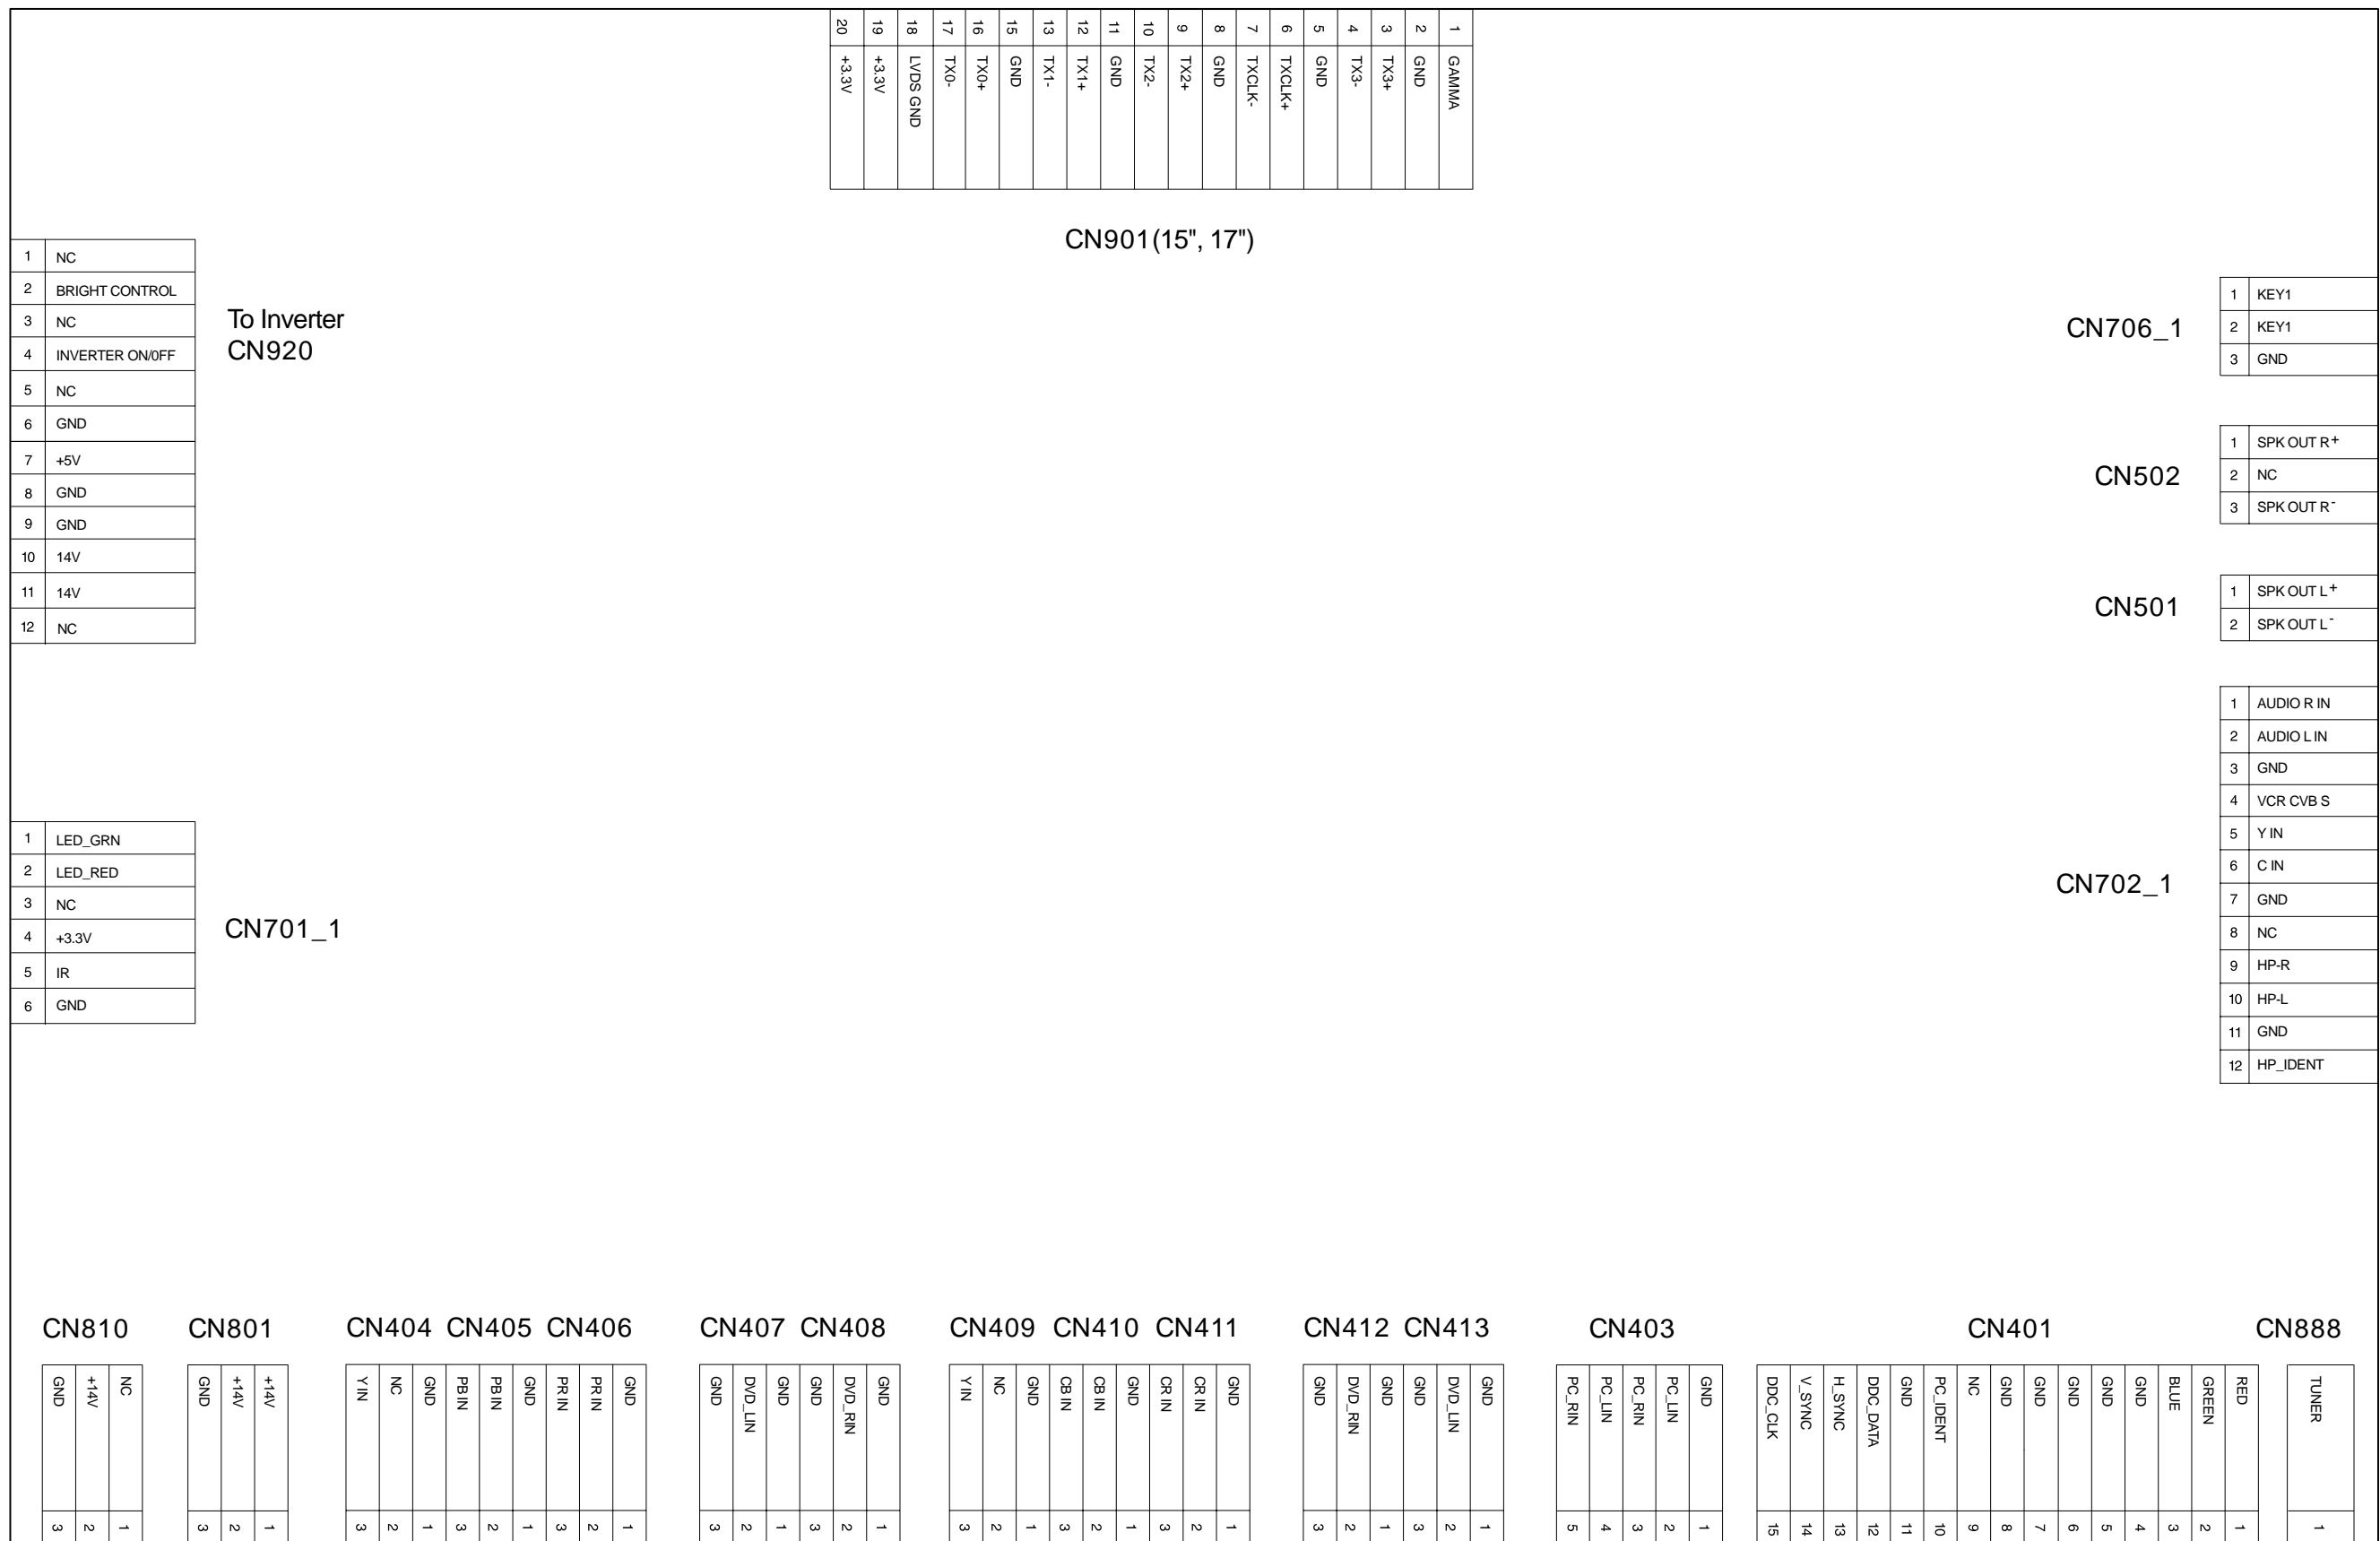 20 19 18 17 16 15 13 12 11 10 9 8 7 6 5 4 3 2 1
+3.3V +3.3V LVDS GND TX0- TX0+ GND TX1- TX1+ GND TX2- TX2+ GND TXCLK- TXCLK+ GND TX3- TX3+ GND GAMMA
CN901(15", 17")
1 NC
2 BRIGHT CONTROL
3 NC
4 INVERTER ON/0FF
5 NC
6 GND
7 +5V
8 GND
9 GND
10 14V
11 14V
12 NC
To Inverter
CN920
CN706_1
1 KEY1
2 KEY1
3 GND
CN502
1 SPK OUT R+
2 NC
3 SPK OUT R-
CN501
1 SPK OUT L+
2 SPK OUT L-
1 LED_GRN
2 LED_RED
3 NC
4 +3.3V
5 IR
6 GND
CN701_1
CN702_1
1 AUDIO R IN
2 AUDIO L IN
3 GND
4 VCR CVB S
5 Y IN
6 C IN
7 GND
8 NC
9 HP-R
10 HP-L
11 GND
12 HP_IDENT
CN810 CN801 CN404 CN405 CN406 CN407 CN408 CN409 CN410 CN411 CN412 CN413 CN403 CN401 CN888
GND +14V NC GND +14V +14V Y IN NC GND PB IN PB IN GND PR IN PR IN GND GND DVD_LIN GND GND DVD_RIN GND Y IN NC GND CB IN CB IN GND CR IN CR IN GND GND DVD_RIN GND GND DVD_LIN GND PC_RIN PC_LIN PC_RIN PC_LIN GND DDC_CLK V_SYNC H_SYNC DDC_DATA GND PC_IDENT NC GND GND GND GND GND BLUE GREEN RED TUNER
3 2 1 3 2 1 3 2 1 3 2 1 3 2 1 3 2 1 3 2 1 3 2 1 3 2 1 3 2 1 3 2 1 3 2 1 5 4 3 2 1 15 14 13 12 11 10 9 8 7 6 5 4 3 2 1 1